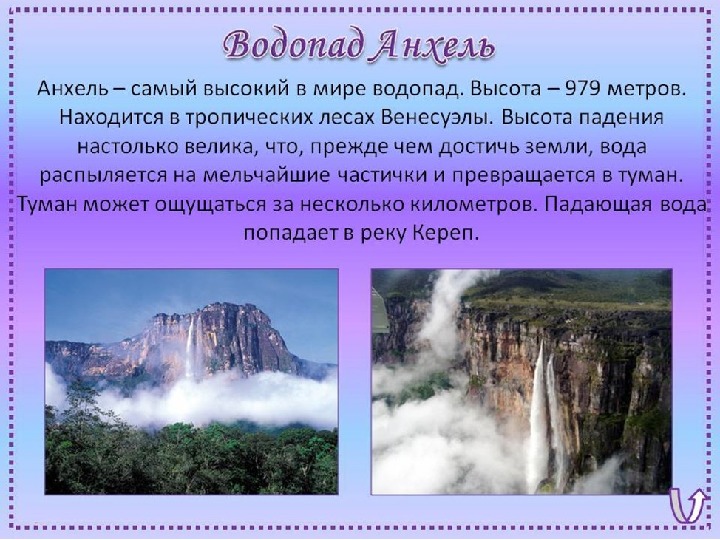 Водопад Анхель
Анхель – самый высокий в мире водопад. Высота – 979 метров.
Находится в тропических лесах Венесуэлы. Высота падения
настолько велика, что, прежде чем достичь земли, вода
распыляется на мельчайшие частички и превращается в туман.
Туман может ощущаться за несколько километров. Падающая вода
попадает в реку Кереп.